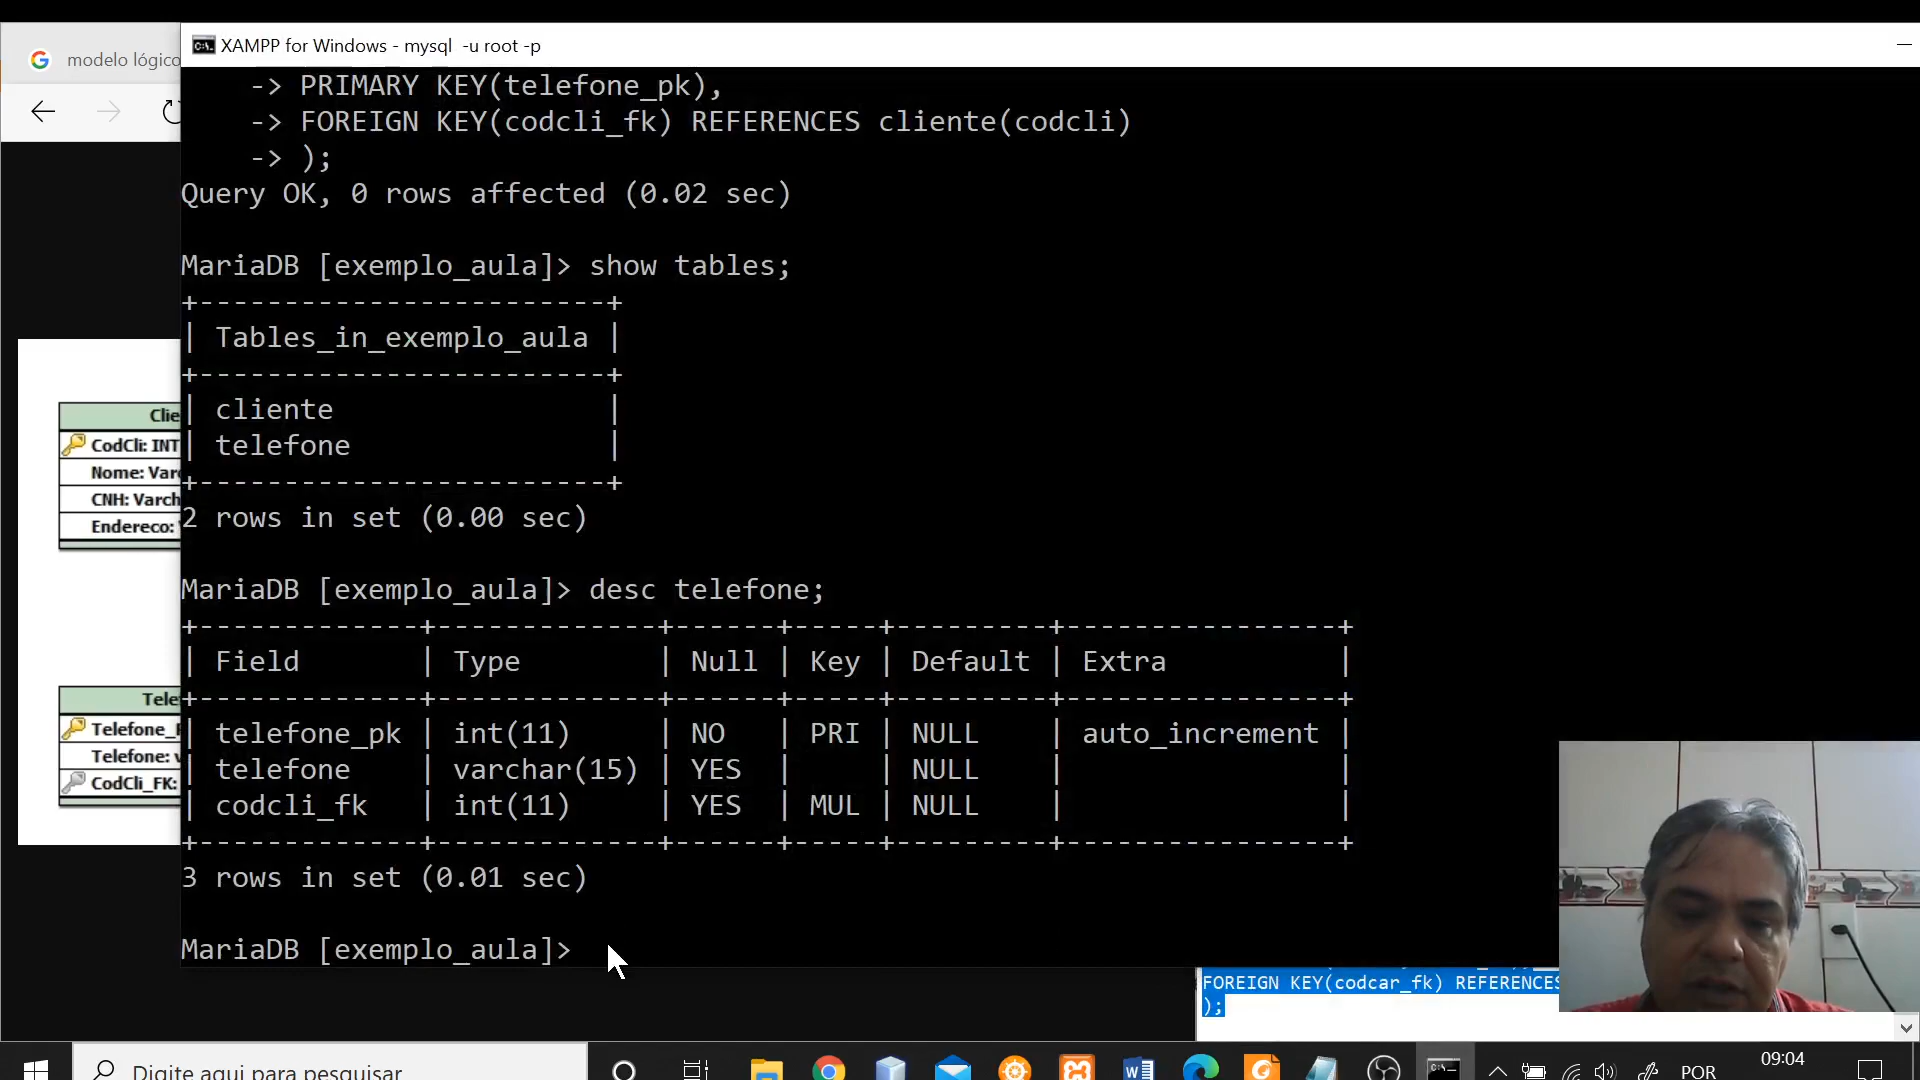 XAMPP for Windows - mysql  -u root -p
modelo lógico
    -> PRIMARY KEY(telefone_pk),
    -> FOREIGN KEY(codcli_fk) REFERENCES cliente(codcli)
    -> );
Query OK, 0 rows affected (0.02 sec)
MariaDB [exemplo_aula]> show tables;
+------------------------+
| Tables_in_exemplo_aula |
+------------------------+
| cliente                |
| telefone               |
+------------------------+
2 rows in set (0.00 sec)
MariaDB [exemplo_aula]> desc telefone;
+-------------+-------------+------+-----+---------+----------------+
| Field       | Type        | Null | Key | Default | Extra          |
+-------------+-------------+------+-----+---------+----------------+
| telefone_pk | int(11)     | NO   | PRI | NULL    | auto_increment |
| telefone    | varchar(15) | YES  |     | NULL    |                |
| codcli_fk   | int(11)     | YES  | MUL | NULL    |                |
+-------------+-------------+------+-----+---------+----------------+
3 rows in set (0.01 sec)
MariaDB [exemplo_aula]>
Clie
CodCli: INT
Nome: Varc
CNH: Varch
Endereco:
Telef
Telefone_
Telefone: v
CodCli_FK:
FOREIGN KEY(codcar_fk) REFERENCES
);
Digite aqui para pesquisar
POR
09:04